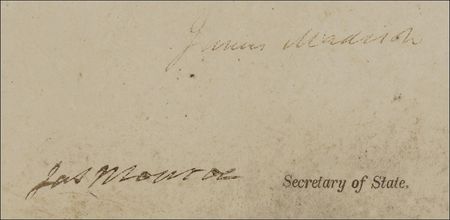 James Madison
Jas Monroe
Secretary of State.